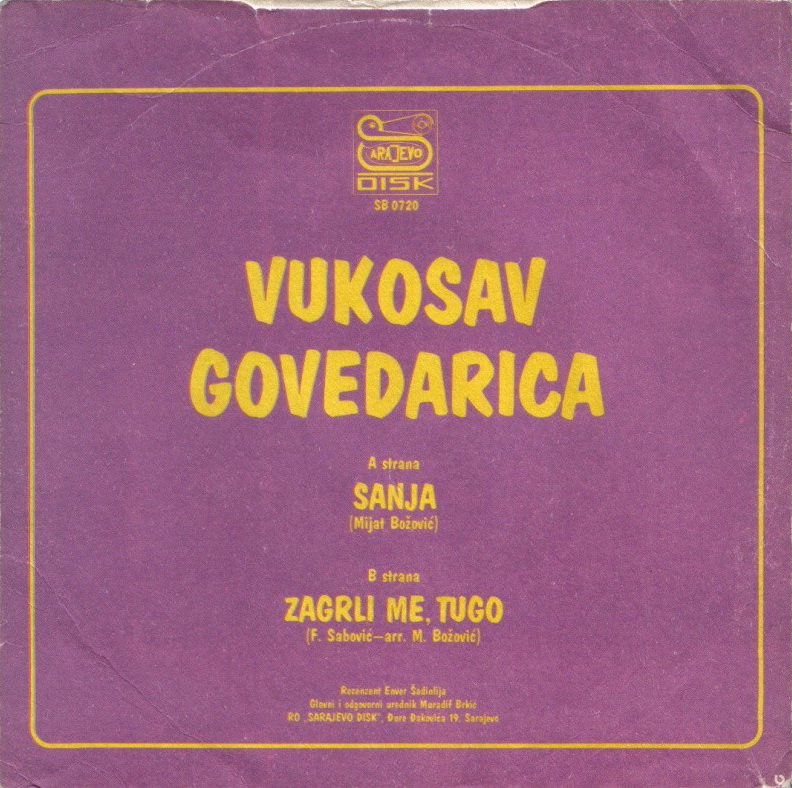 SARAJEVO
DISK
SB 0720
VUKOSAV
GOVEDARICA
A strana
SANJA
(Mijat Božović)
B strana
ZAGRLI ME, TUGO
(F. Sabović—arr. M. Božović)
Recenzent Enver Šadinlija
Glavni i odgovorni urednik Muradif Brkić
RO „SARAJEVO DISK", Đure Đakovića 19, Sarajevo